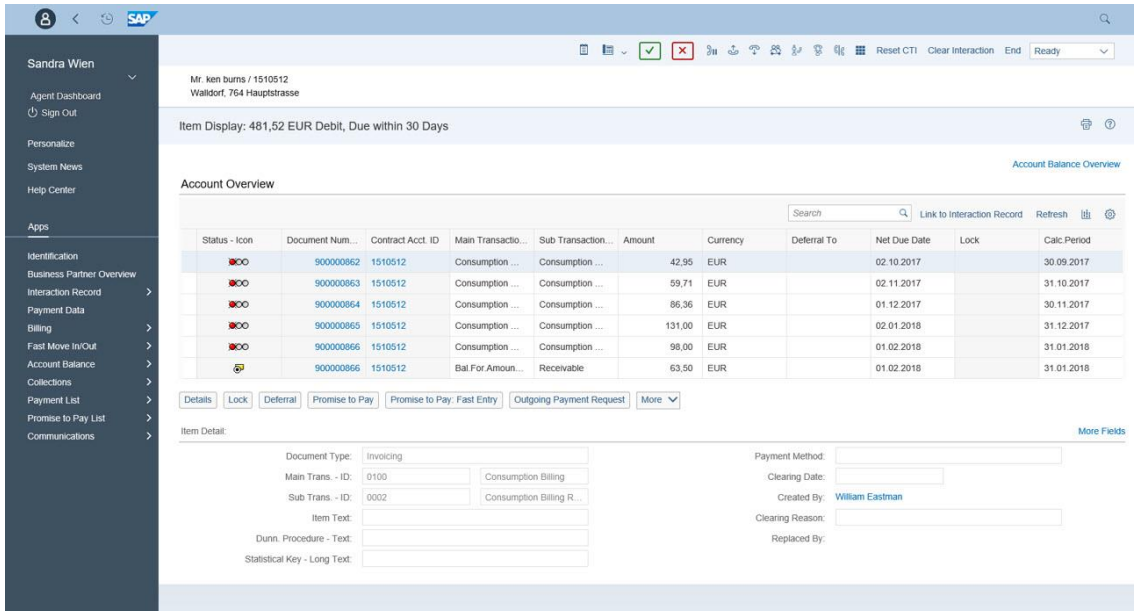 SAP
Sandra Wien
Agent Dashboard
Sign Out
Personalize
System News
Help Center
Apps
Identification
Business Partner Overview
Interaction Record
Payment Data
Billing
Fast Move In/Out
Account Balance
Collections
Payment List
Promise to Pay List
Communications
Reset CTI Clear Interaction End Ready
Mr. ken burns / 1510512
Walldorf, 764 Hauptstrasse
Item Display: 481,52 EUR Debit, Due within 30 Days
Account Balance Overview
Account Overview
Search Link to Interaction Record Refresh
Status - Icon Document Num... Contract Acct. ID Main Transactio... Sub Transaction... Amount Currency Deferral To Net Due Date Lock Calc.Period
900000862 1510512 Consumption ... Consumption ... 42,95 EUR 02.10.2017 30.09.2017
900000863 1510512 Consumption ... Consumption ... 59,71 EUR 02.11.2017 31.10.2017
900000864 1510512 Consumption ... Consumption ... 86,36 EUR 01.12.2017 30.11.2017
900000865 1510512 Consumption ... Consumption ... 131,00 EUR 02.01.2018 31.12.2017
900000866 1510512 Consumption ... Consumption ... 98,00 EUR 01.02.2018 31.01.2018
900000866 1510512 Bal.For.Amoun... Receivable 63,50 EUR 01.02.2018 31.01.2018
Details Lock Deferral Promise to Pay Promise to Pay: Fast Entry Outgoing Payment Request More
Item Detail: More Fields
Document Type: Invoicing Payment Method:
Main Trans. - ID: 0100 Consumption Billing Clearing Date:
Sub Trans. - ID: 0002 Consumption Billing R... Created By: William Eastman
Item Text: Clearing Reason:
Dunn. Procedure - Text: Replaced By:
Statistical Key - Long Text: